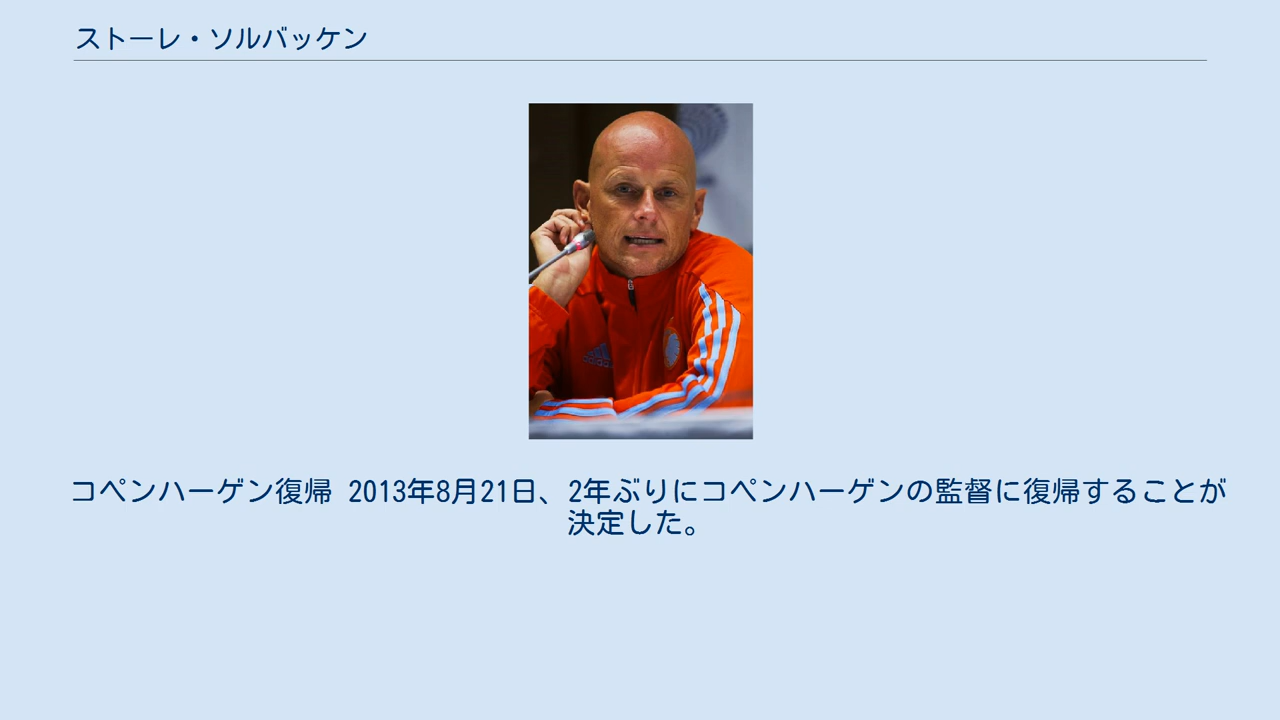 ストーレ・ソルバッケン
コペンハーゲン復帰 2013年8月21日、2年ぶりにコペンハーゲンの監督に復帰することが
決定した。